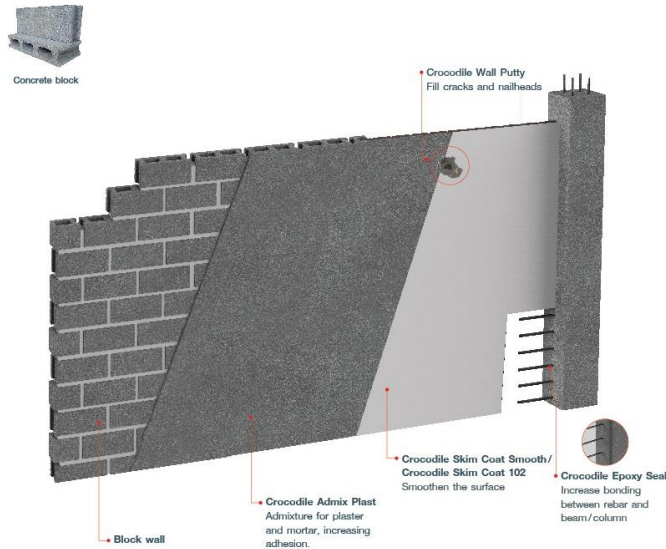 Concrete block
Crocodile Wall Putty
Fill cracks and nailheads
Crocodile Skim Coat Smooth/
Crocodile Skim Coat 102
Smoothen the surface
Crocodile Epoxy Seal
Increase bonding
between rebar and
beam/column
Crocodile Admix Plast
Admixture for plaster
and mortar, increasing
adhesion.
Block wall